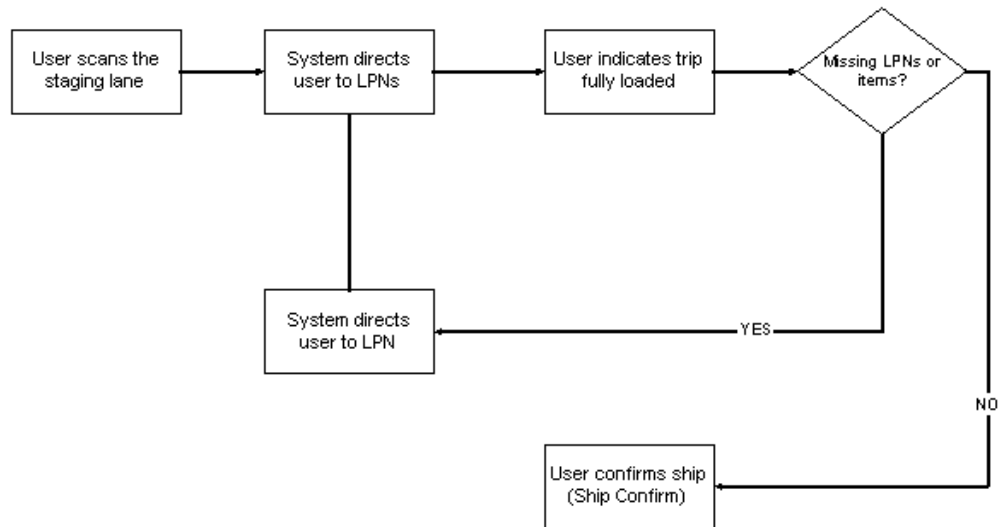 User scans the
staging lane
System directs
user to LPNs
User indicates trip
fully loaded
Missing LPNs or
items?
System directs
user to LPN
YES
NO
User confirms ship
(Ship Confirm)